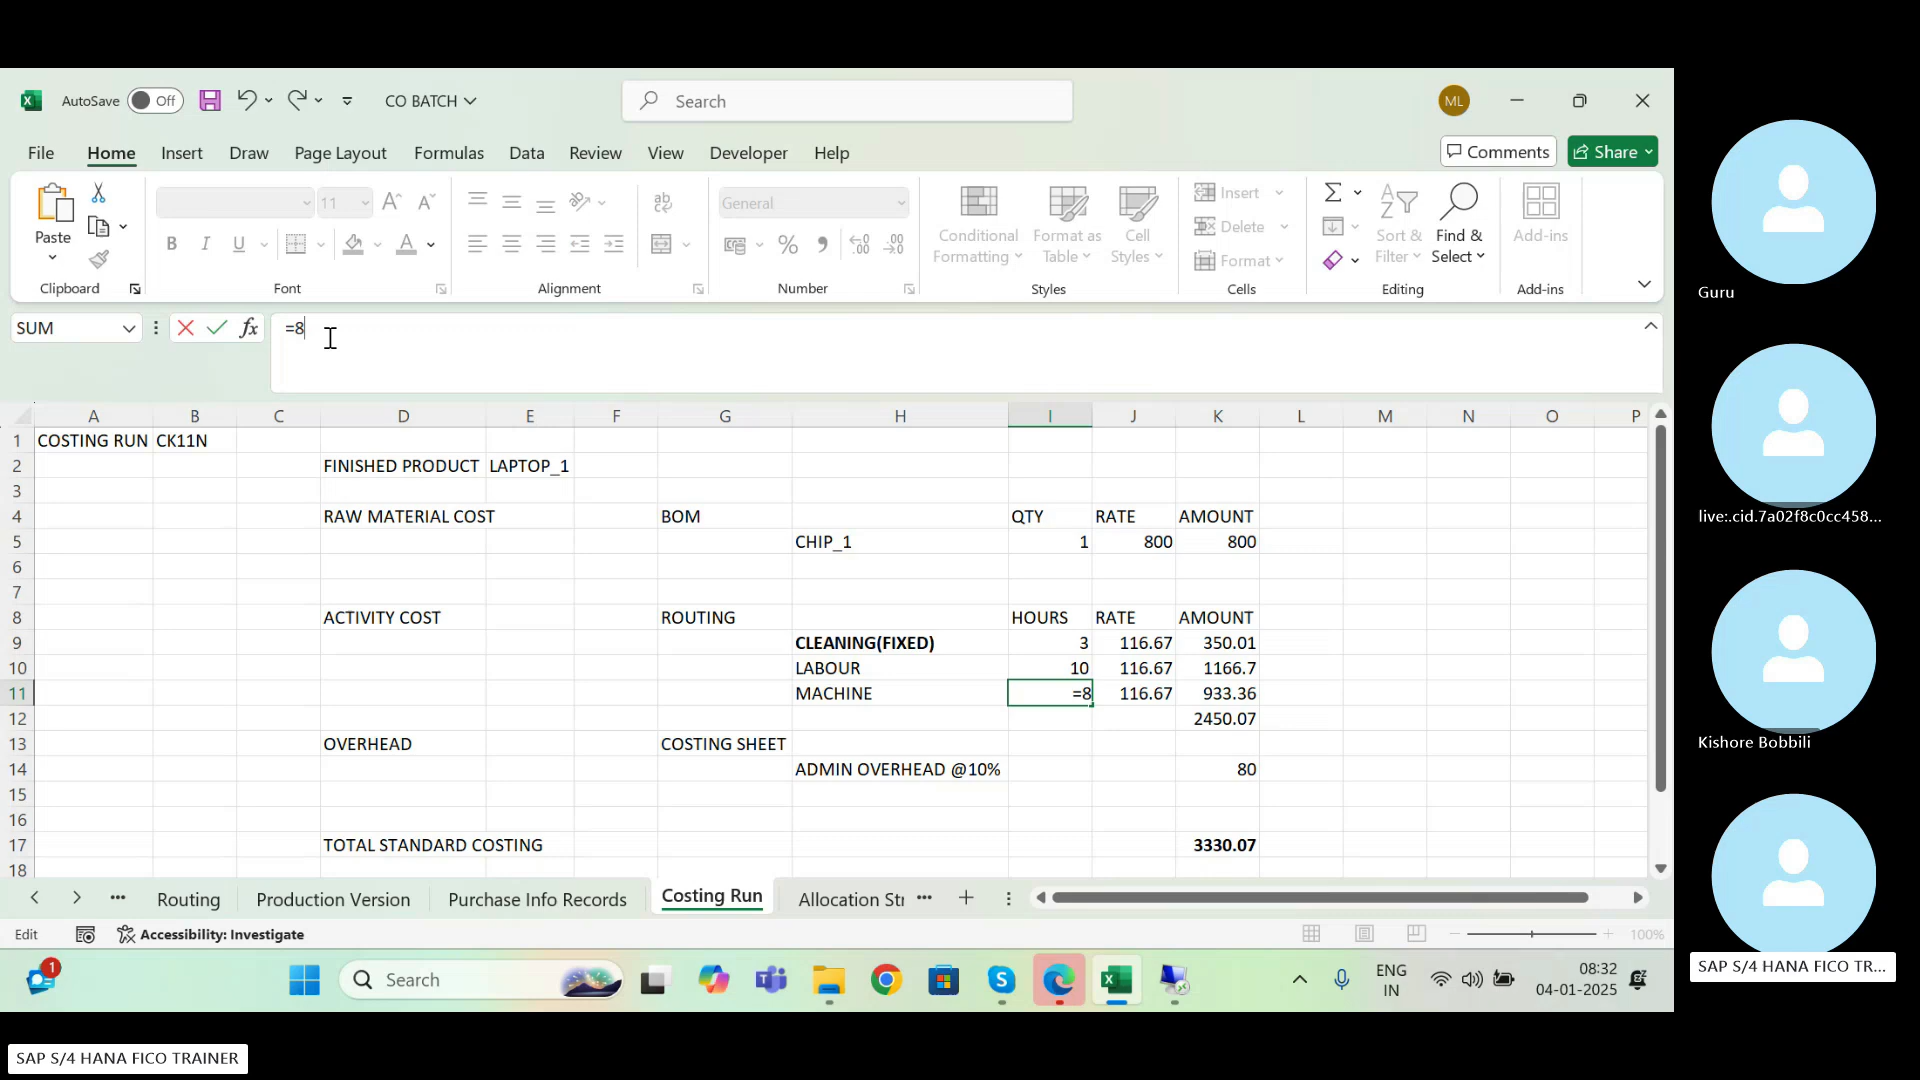 AutoSave Off CO BATCH Search ML
File Home Insert Draw Page Layout Formulas Data Review View Developer Help Comments Share
Paste 11 General Conditional Formatting Format as Table Cell Styles Insert Delete Format Sort & Filter Find & Select Add-ins
Clipboard Font Alignment Number Styles Cells Editing Add-ins
SUM fx =8
A B C D E F G H I J K L M N O P
1 COSTING RUN CK11N
2 FINISHED PRODUCT LAPTOP_1
3
4 RAW MATERIAL COST BOM QTY RATE AMOUNT
5 CHIP_1 1 800 800
6
7
8 ACTIVITY COST ROUTING HOURS RATE AMOUNT
9 CLEANING(FIXED) 3 116.67 350.01
10 LABOUR 10 116.67 1166.7
11 MACHINE =8 116.67 933.36
12 2450.07
13 OVERHEAD COSTING SHEET
14 ADMIN OVERHEAD @10% 80
15
16
17 TOTAL STANDARD COSTING 3330.07
18
Routing Production Version Purchase Info Records Costing Run Allocation Str
Edit Accessibility: Investigate 100%
1 Search ENG IN 08:32 04-01-2025
Guru
live:.cid.7a02f8c0cc458...
Kishore Bobbili
SAP S/4 HANA FICO TR...
SAP S/4 HANA FICO TRAINER